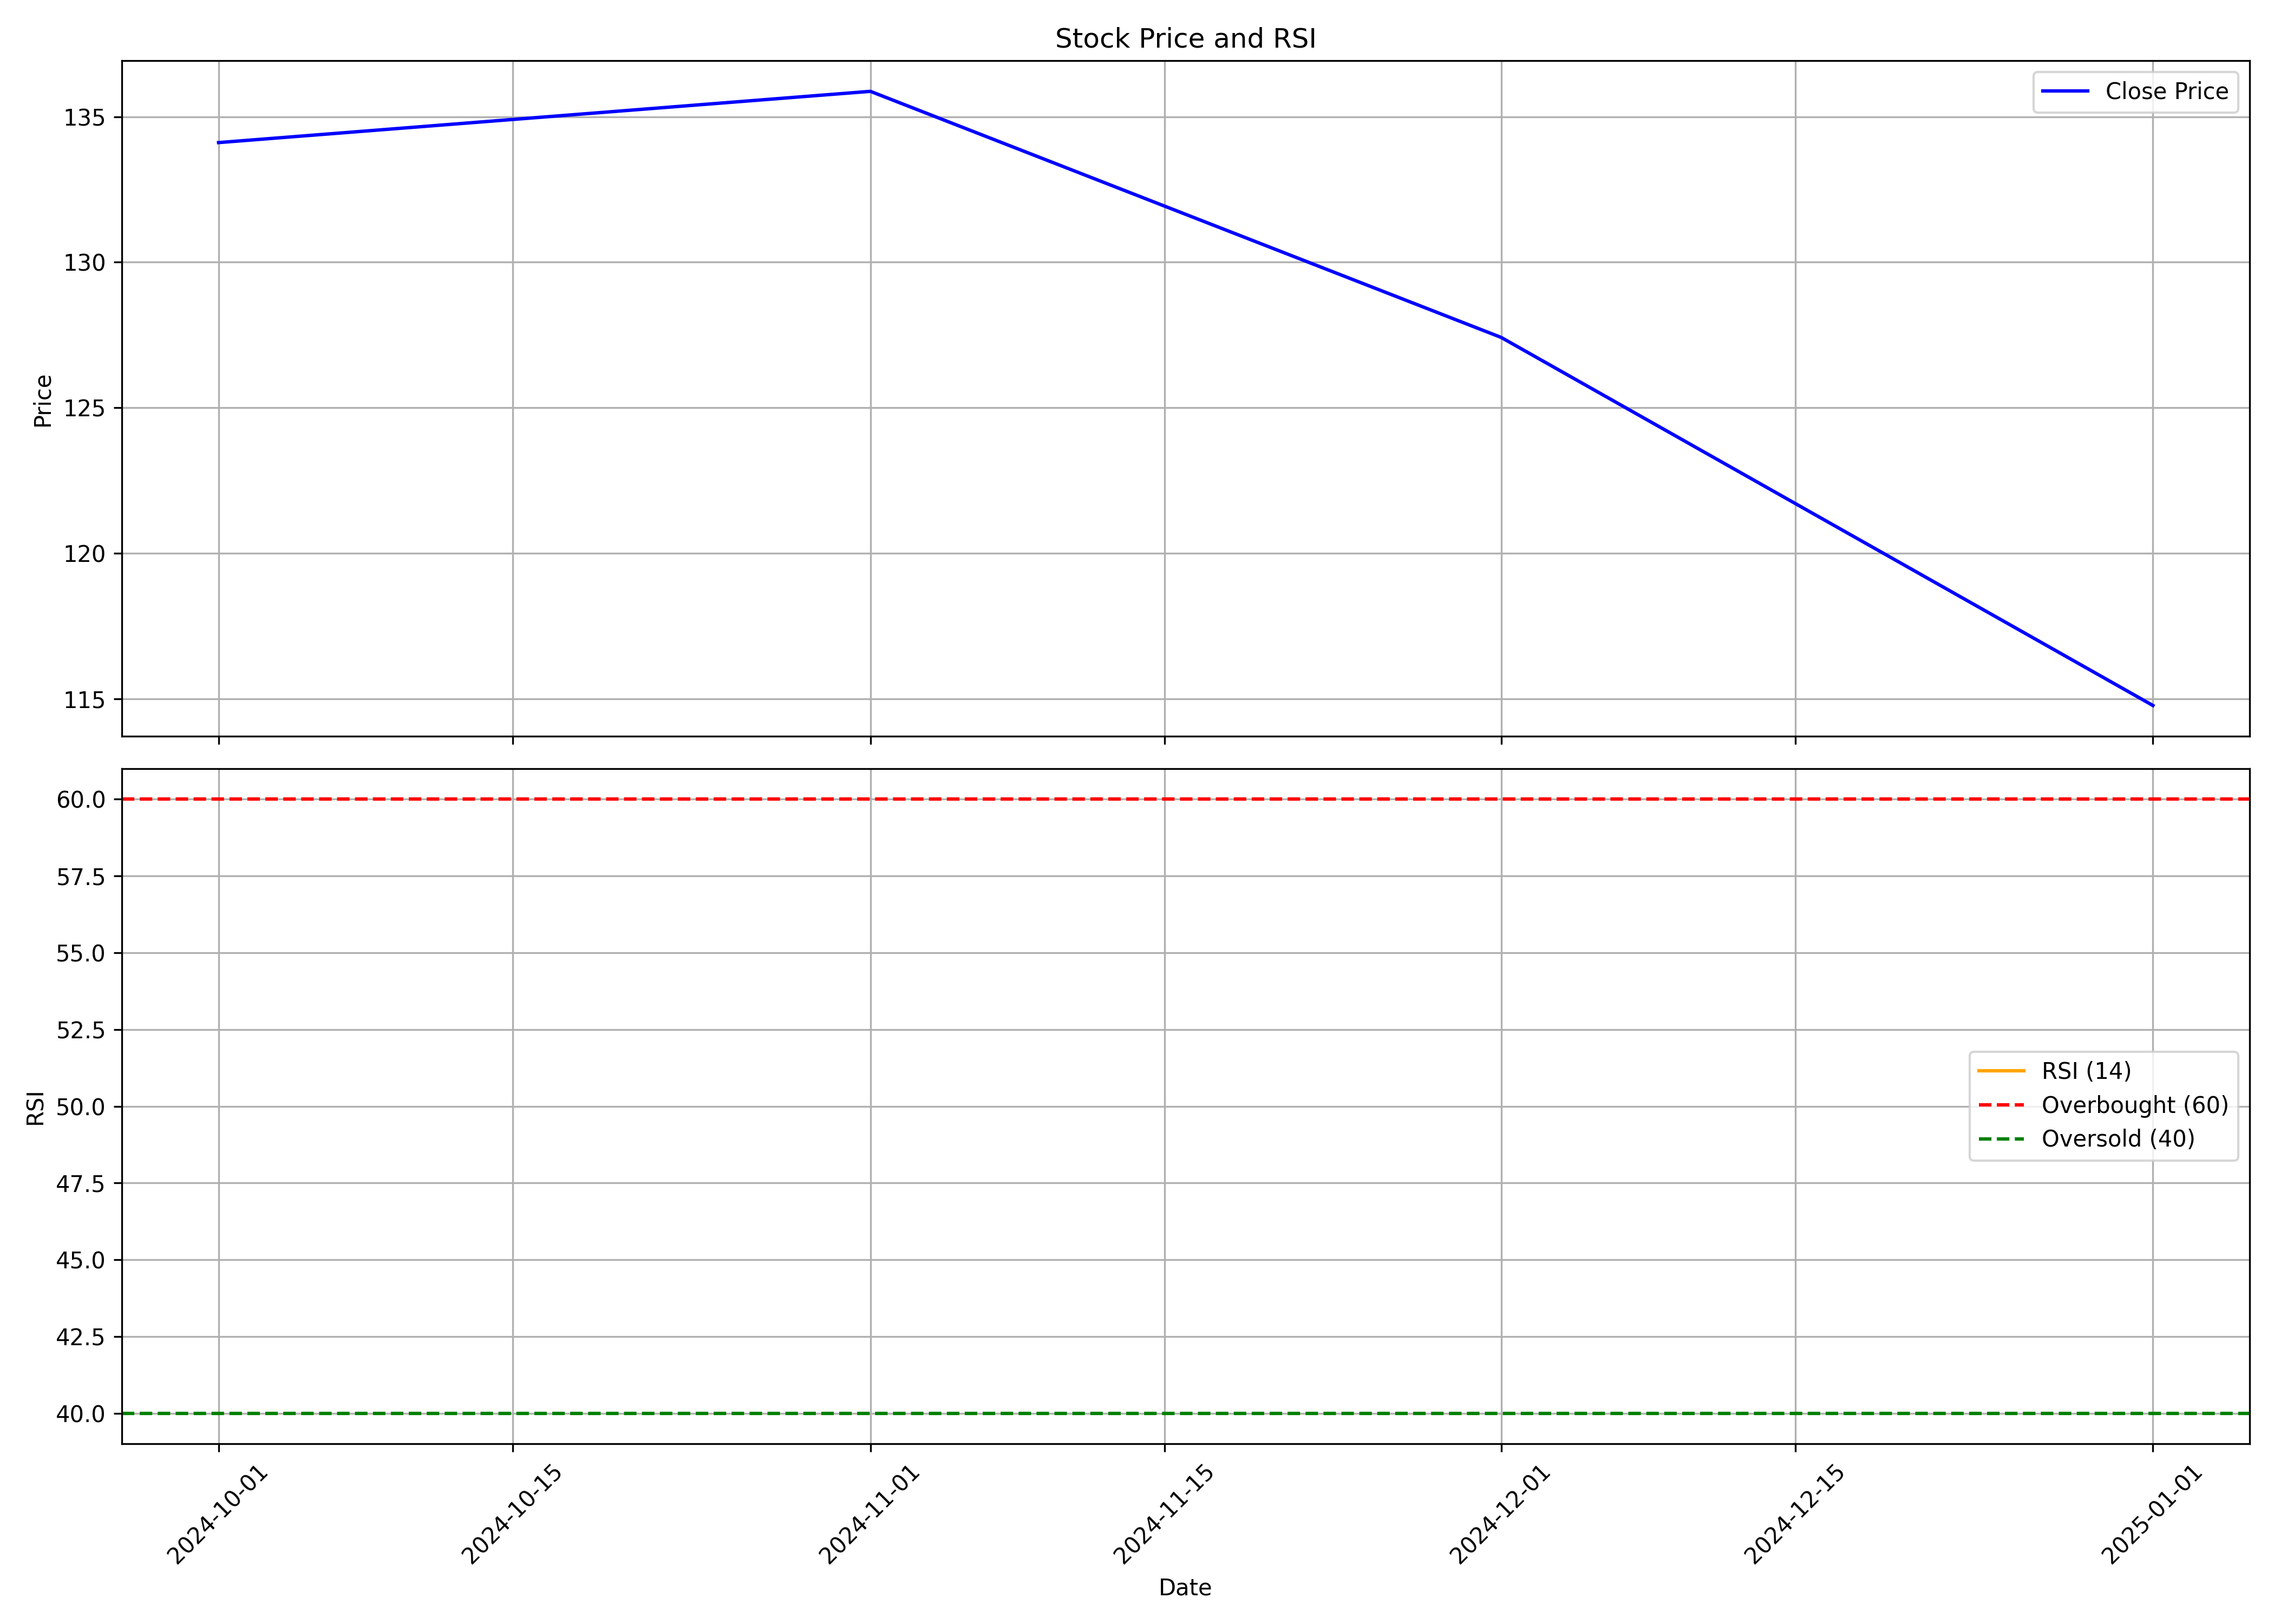 Stock Price and RSI
Close Price
135
130
125
120
115
Price
60.0
57.5
55.0
52.5
50.0
47.5
45.0
42.5
40.0
RSI
RSI (14)
Overbought (60)
Oversold (40)
2024-10-01
2024-10-15
2024-11-01
2024-11-15
2024-12-01
2024-12-15
2025-01-01
Date